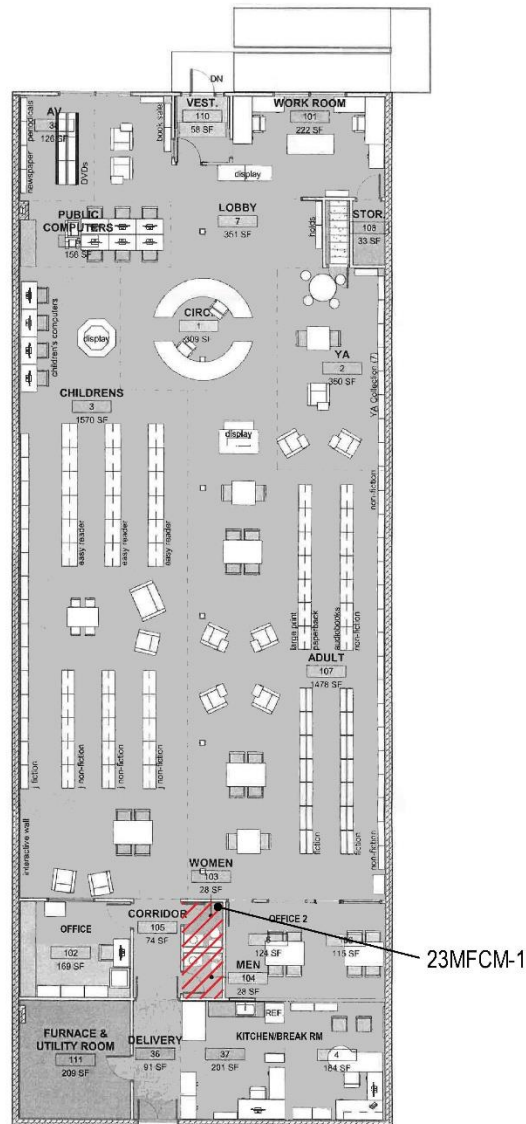 DN
VEST.
110
58 SF
WORK ROOM
101
222 SF
AV
126 SF
periodicals
newspaper
DVDs
book sale
display
LOBBY
7
351 SF
holds
STOR.
108
33 SF
PUBLIC
COMPUTERS
156 SF
children's computers
display
CIRC.
1
309 SF
YA
2
350 SF
YA Collection (7)
CHILDRENS
3
1570 SF
display
easy reader
easy reader
easy reader
non-fiction
large print
paperback
audiobooks
non-fiction
ADULT
107
1478 SF
j fiction
j non-fiction
j non-fiction
j non-fiction
interactive wall
fiction
fiction
non-fiction
WOMEN
103
28 SF
OFFICE
102
169 SF
CORRIDOR
105
74 SF
OFFICE 2
124 SF
115 SF
MEN
104
28 SF
23MFCM-1
FURNACE &
UTILITY ROOM
111
209 SF
DELIVERY
36
91 SF
REF.
KITCHEN/BREAK RM
37
201 SF
4
184 SF